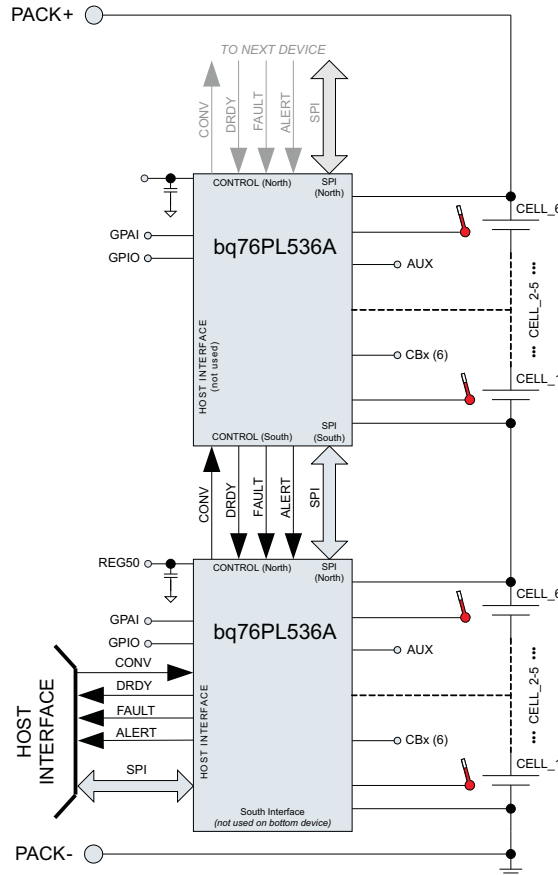 PACK+
TO NEXT DEVICE
CONV
DRDY
FAULT
ALERT
SPI
CONTROL (North)
SPI
(North)
GPAI
GPIO
bq76PL536A
HOST INTERFACE
(not used)
AUX
CBx (6)
CELL_6
... CELL_2-5 ...
CELL_1
CONTROL (South)
SPI
(South)
CONV
DRDY
FAULT
ALERT
SPI
REG50
CONTROL (North)
SPI
(North)
GPAI
GPIO
bq76PL536A
HOST
INTERFACE
CONV
DRDY
FAULT
ALERT
SPI
HOST INTERFACE
AUX
CBx (6)
CELL_6
... CELL_2-5 ...
CELL_1
South Interface
(not used on bottom device)
PACK-